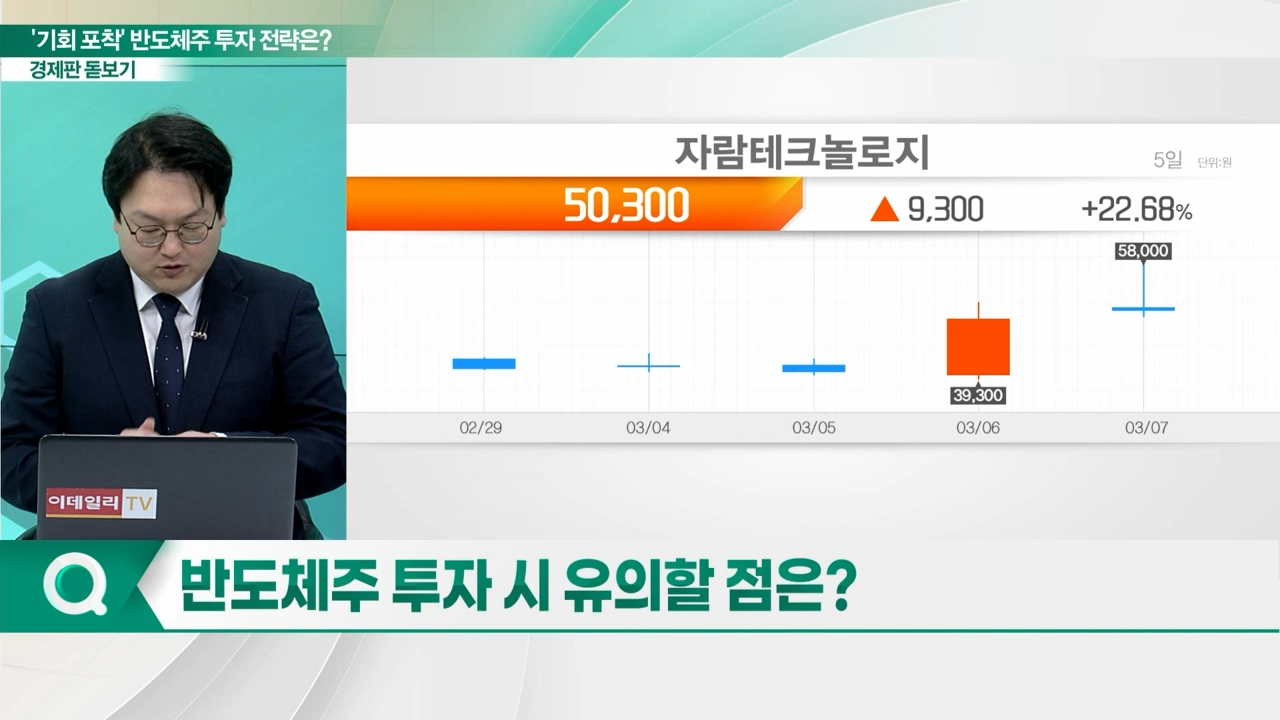 '기회 포착' 반도체주 투자 전략은?
경제판 돋보기
자람테크놀로지
5일 단위:원
50,300 ▲ 9,300 +22.68%
58,000
39,300
02/29 03/04 03/05 03/06 03/07
이데일리 TV
반도체주 투자 시 유의할 점은?